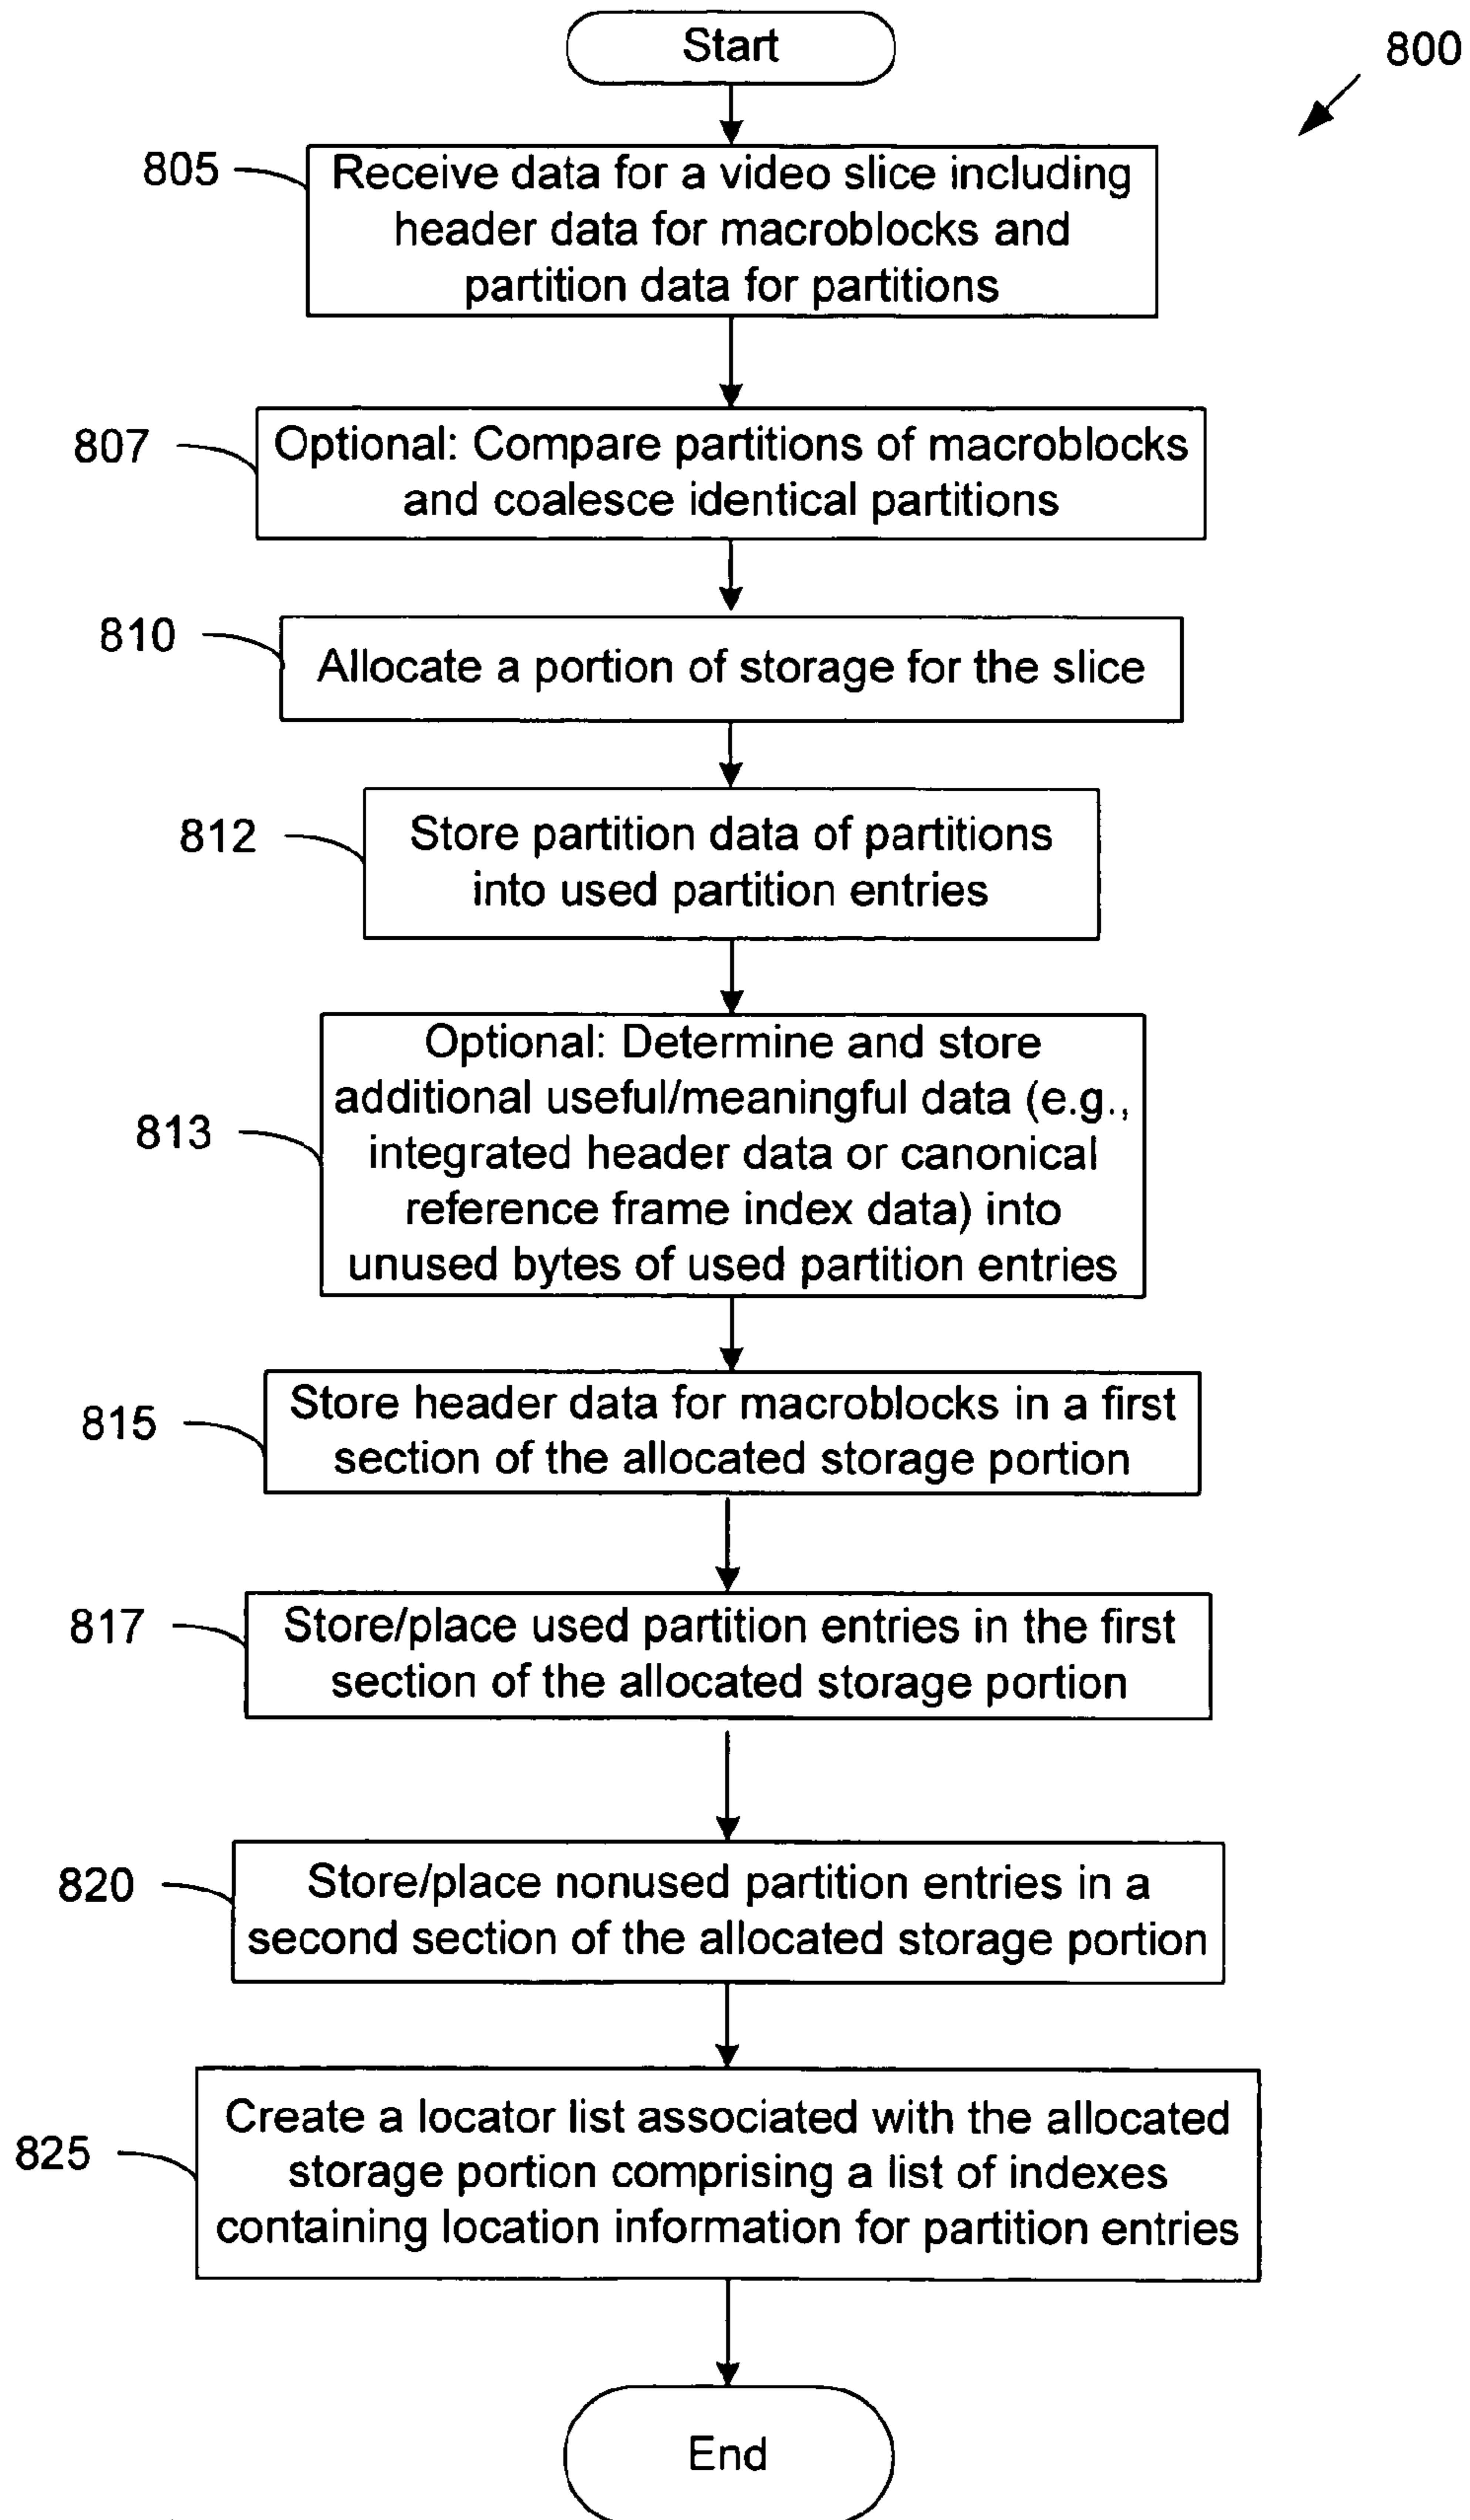 Start
800
805
Receive data for a video slice including
header data for macroblocks and
partition data for partitions
807
Optional: Compare partitions of macroblocks
and coalesce identical partitions
810
Allocate a portion of storage for the slice
812
Store partition data of partitions
into used partition entries
813
Optional: Determine and store
additional useful/meaningful data (e.g.,
integrated header data or canonical
reference frame index data) into
unused bytes of used partition entries
815
Store header data for macroblocks in a first
section of the allocated storage portion
817
Store/place used partition entries in the first
section of the allocated storage portion
820
Store/place nonused partition entries in a
second section of the allocated storage portion
825
Create a locator list associated with the allocated
storage portion comprising a list of indexes
containing location information for partition entries
End